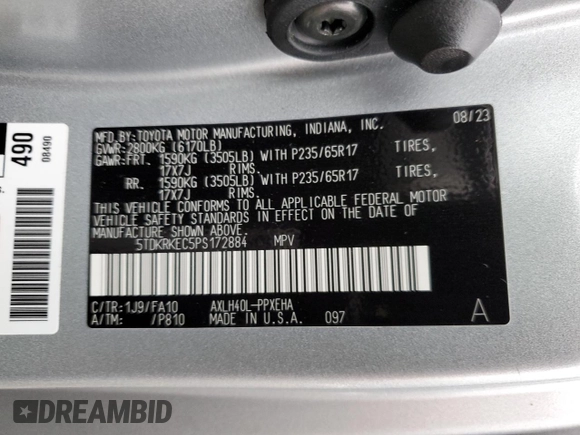 490
08490
MFD. BY: TOYOTA MOTOR MANUFACTURING, INDIANA, INC. 08/23
GVWR: 2800KG (6170LB)
GAWR: FRT. 1590KG (3505LB) WITH P235/65R17 TIRES,
17X7J RIMS.
RR. 1590KG (3505LB) WITH P235/65R17 TIRES,
17X7J RIMS.
THIS VEHICLE CONFORMS TO ALL APPLICABLE FEDERAL MOTOR
VEHICLE SAFETY STANDARDS IN EFFECT ON THE DATE OF
MANUFACTURE SHOWN ABOVE.
5TDKRKEC5PS172884 MPV
C/TR: 1J9/FA10 AXLH40L-PPXEHA
A/TM: /P810 MADE IN U.S.A. 097 A
DREAMBID